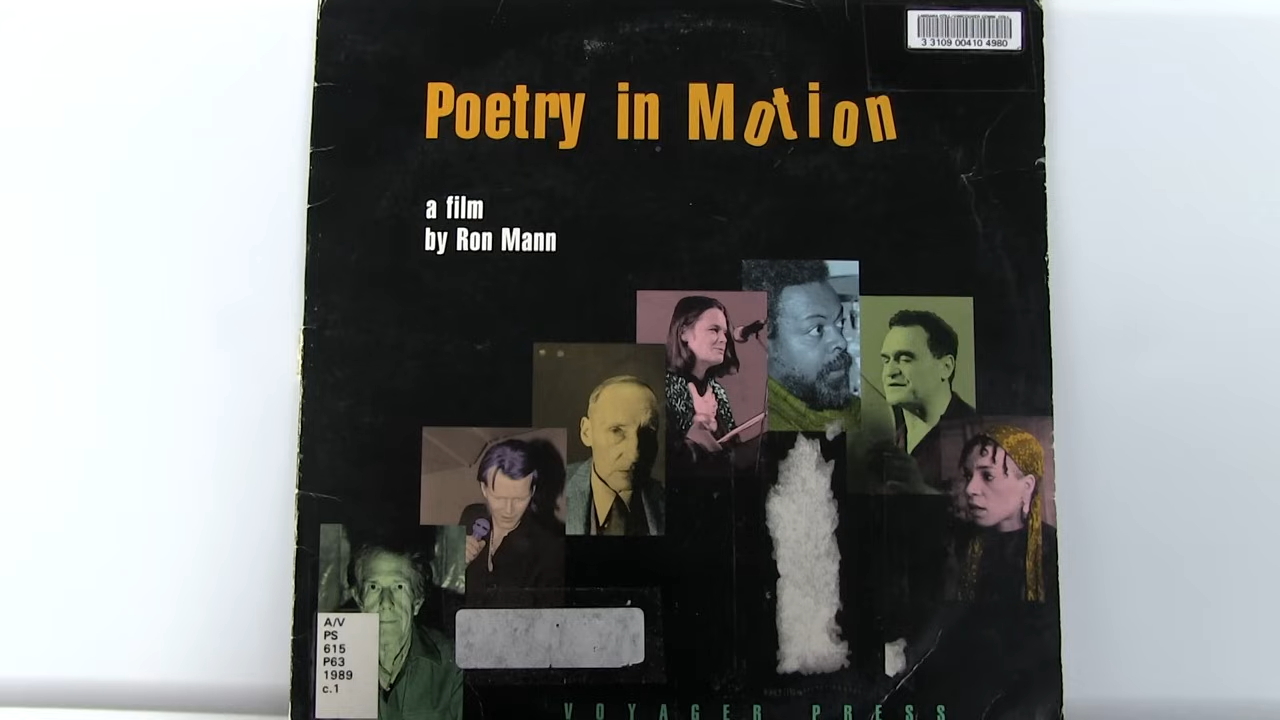 3 3109 00410 4980
Poetry in Motion
a film
by Ron Mann
A/V
PS
615
P63
1989
c.1
VOYAGER PRESS